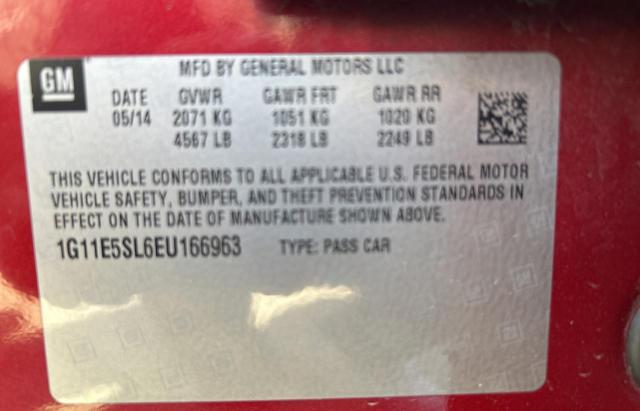 GM
MFD BY GENERAL MOTORS LLC
DATE GVWR GAWR FRT GAWR RR
05/14 2071 KG 1051 KG 1020 KG
4567 LB 2318 LB 2249 LB
THIS VEHICLE CONFORMS TO ALL APPLICABLE U.S. FEDERAL MOTOR
VEHICLE SAFETY, BUMPER, AND THEFT PREVENTION STANDARDS IN
EFFECT ON THE DATE OF MANUFACTURE SHOWN ABOVE.
1G11E5SL6EU166963 TYPE: PASS CAR